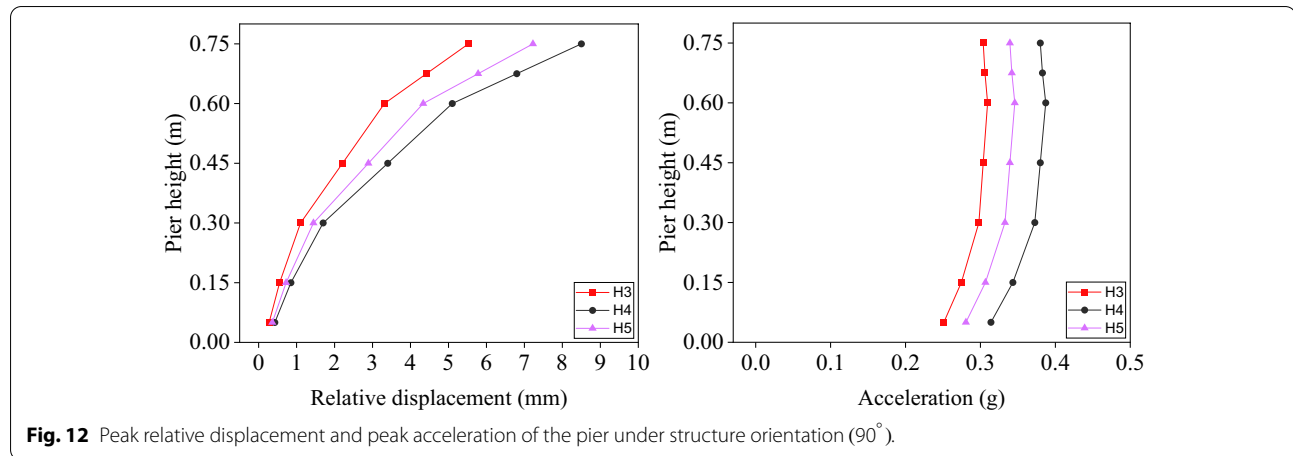 Pier height (m)
0.75
0.60
0.45
0.30
0.15
0.00
H3
H4
H5
0 1 2 3 4 5 6 7 8 9 10
Relative displacement (mm)
Pier height (m)
0.75
0.60
0.45
0.30
0.15
0.00
H3
H4
H5
0.0 0.1 0.2 0.3 0.4 0.5
Acceleration (g)
Fig. 12 Peak relative displacement and peak acceleration of the pier under structure orientation (90°).